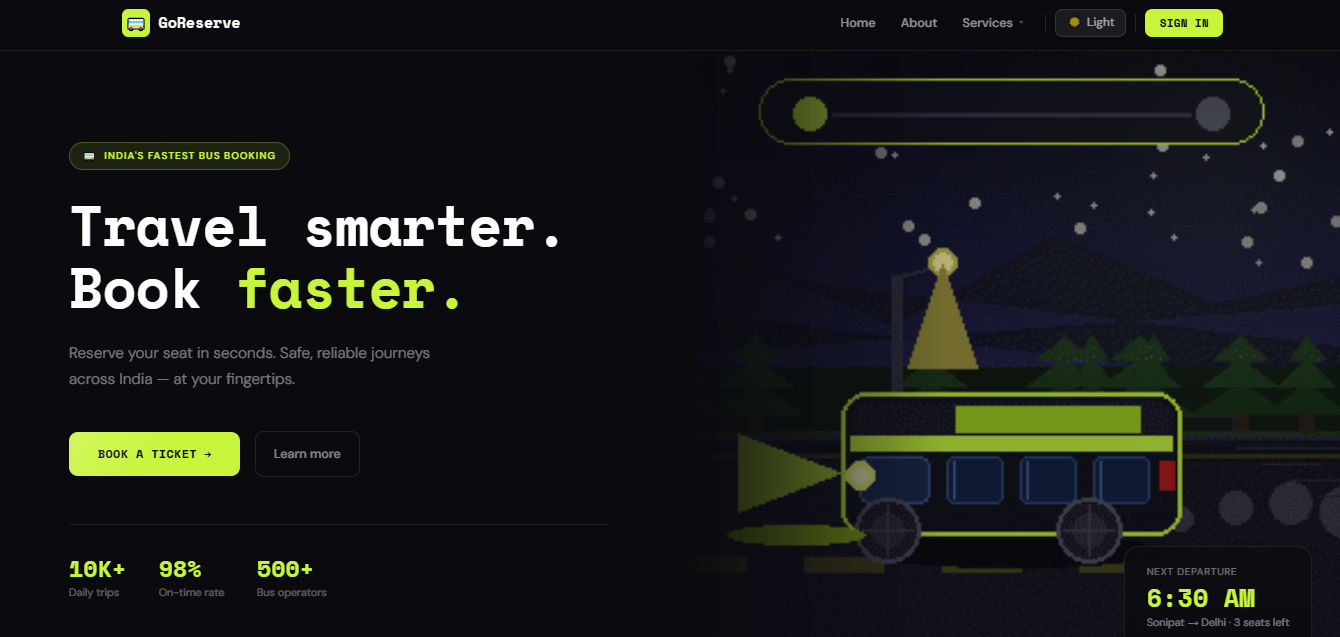 GoReserve
Home
About
Services
Light
SIGN IN
INDIA'S FASTEST BUS BOOKING
Travel smarter.
Book faster.
Reserve your seat in seconds. Safe, reliable journeys
across India — at your fingertips.
BOOK A TICKET →
Learn more
10K+
Daily trips
98%
On-time rate
500+
Bus operators
NEXT DEPARTURE
6:30 AM
Sonipat → Delhi · 3 seats left